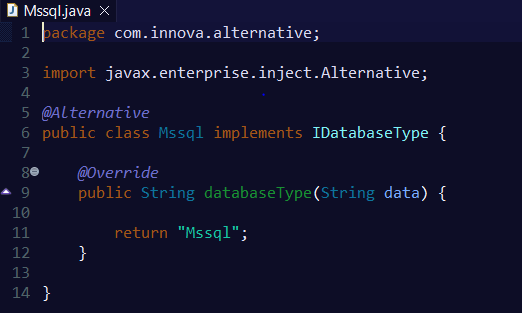 Mssql.java
1 package com.innova.alternative;
2
3 import javax.enterprise.inject.Alternative;
4
5 @Alternative
6 public class Mssql implements IDatabaseType {
7
8 @Override
9 public String databaseType(String data) {
10
11 return "Mssql";
12 }
13
14 }